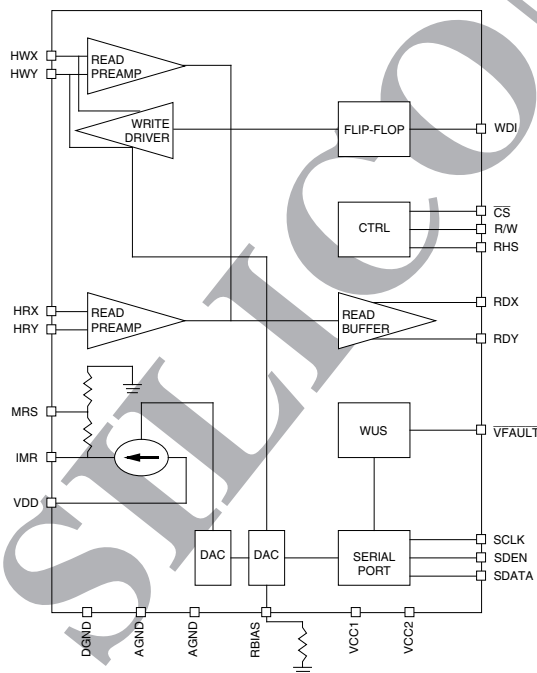 HWX
HWY
READ
PREAMP
WRITE
DRIVER
FLIP-FLOP
WDI
CTRL
CS
R/W
RHS
HRX
HRY
READ
PREAMP
READ
BUFFER
RDX
RDY
MRS
IMR
VDD
WUS
VFAULT
DAC
DAC
SERIAL
PORT
SCLK
SDEN
SDATA
DGND
AGND
AGND
RBIAS
VCC1
VCC2
SILICO